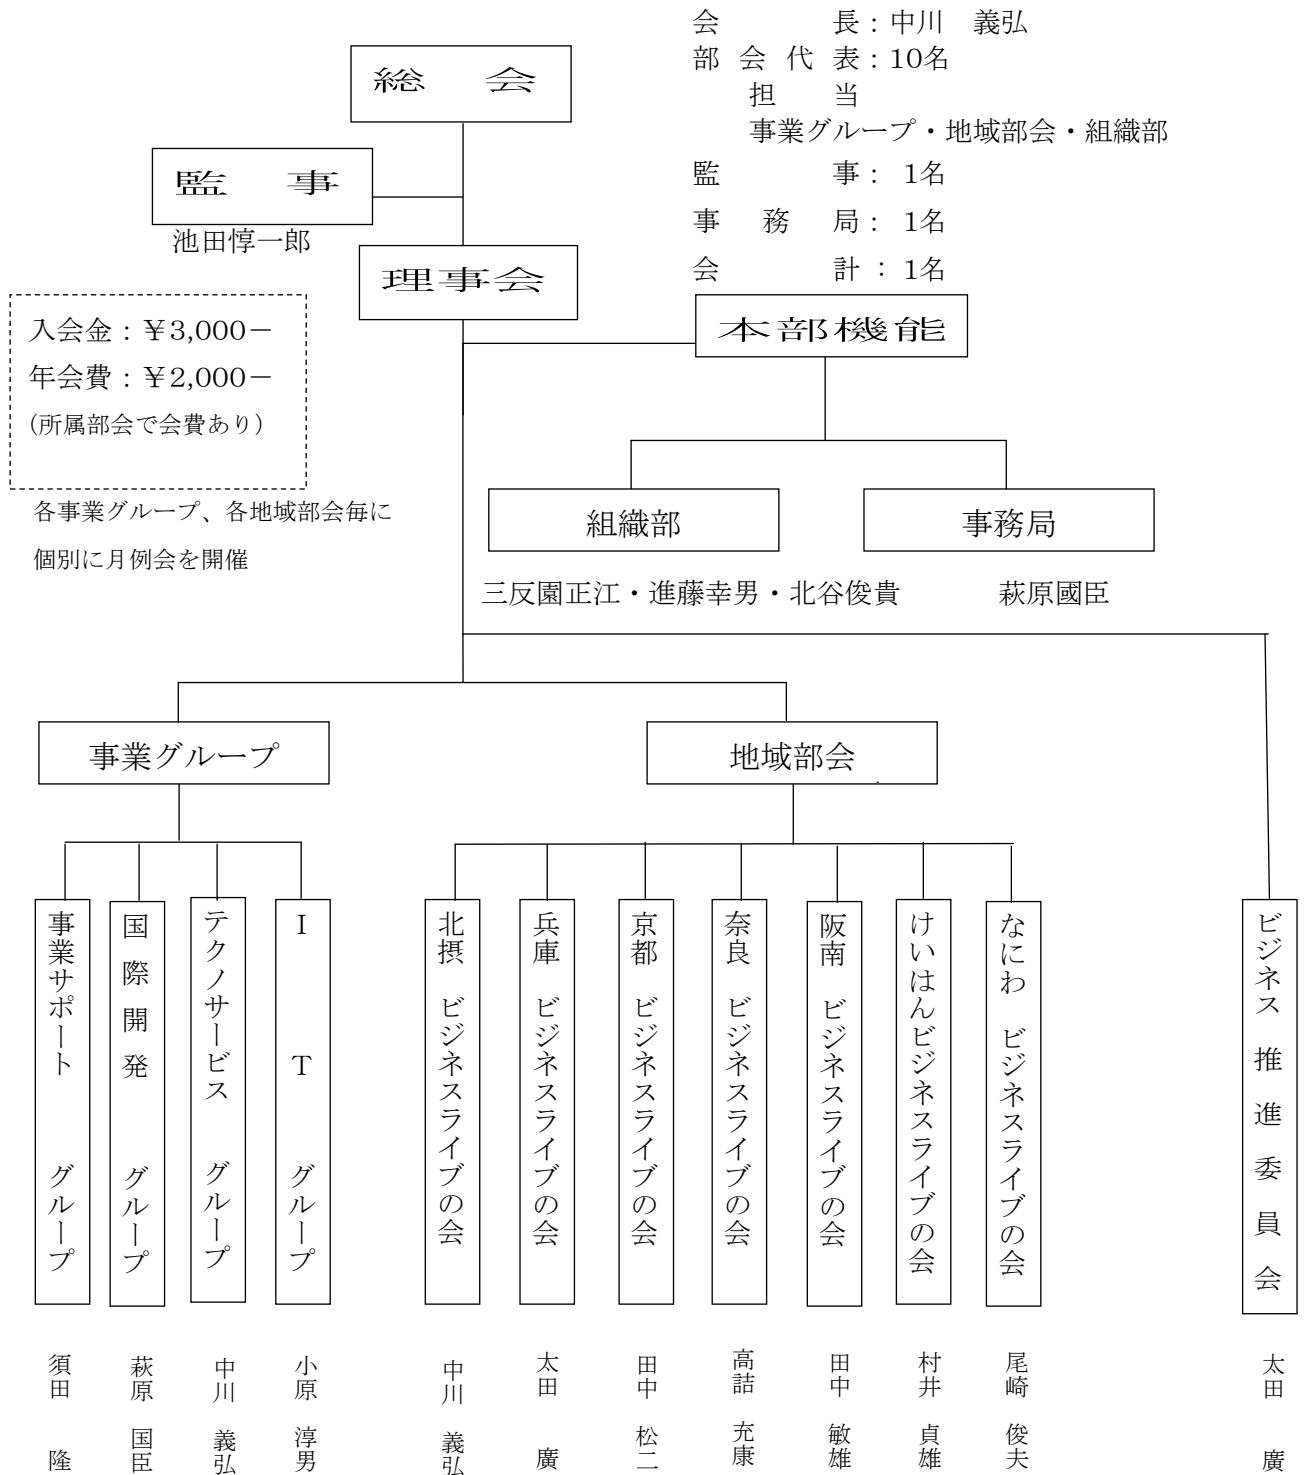 会　　　長：中川　義弘
部 会 代 表：10名
担　　当
事業グループ・地域部会・組織部
監　　　事： 1名
事　務　局： 1名
会　　　計 ： 1名
総　会
監　事
池田惇一郎
理事会
本部機能
入会金：￥3,000－
年会費：￥2,000－
(所属部会で会費あり）
各事業グループ、各地域部会毎に
個別に月例会を開催
組織部
事務局
三反園正江・進藤幸男・北谷俊貴
萩原國臣
事業グループ
地域部会
事業サポート　グループ
国際開発　グループ
テクノサービス　グループ
ＩＴ　グループ
北摂　ビジネスライブの会
兵庫　ビジネスライブの会
京都　ビジネスライブの会
奈良　ビジネスライブの会
阪南　ビジネスライブの会
けいはんビジネスライブの会
なにわ　ビジネスライブの会
ビジネス 推進委員会
須田　隆
萩原　国臣
中川　義弘
小原　淳男
中川　義弘
太田　廣
田中　松二
高詰　充康
田中　敏雄
村井　貞雄
尾崎　俊夫
太田　廣